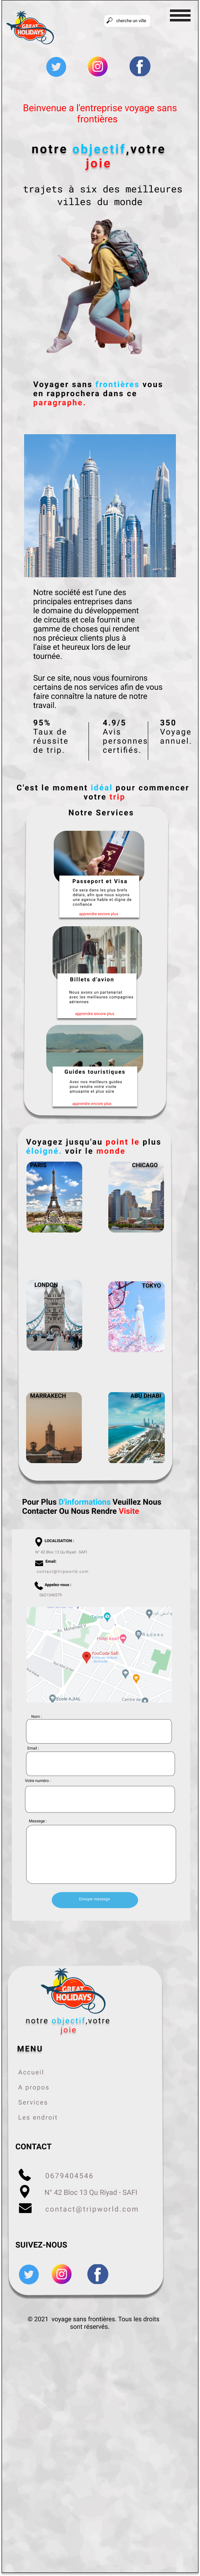 GREAT
HOLIDAYS
cherche un ville
Beinvenue a l'entreprise voyage sans
frontières
notre objectif,votre
joie
trajets à six des meilleures
villes du monde
Voyager sans frontières vous
en rapprochera dans ce
paragraphe.
Notre société est l'une des
principales entreprises dans
le domaine du développement
de circuits et cela fournit une
gamme de choses qui rendent
nos précieux clients plus à
l'aise et heureux lors de leur
tournée.
Sur ce site, nous vous fournirons
certains de nos services afin de vous
faire connaître la nature de notre
travail.
95%
Taux de
réussite
de trip.
4.9/5
Avis
personnes
certifiés.
350
Voyage
annuel.
C'est le moment idéal pour commencer
votre trip
Notre Services
Passeport et Visa
Ce sera dans les plus brefs
délais, afin que nous soyons
une agence fiable et digne de
confiance
apprendre encore plus
Billets d'avion
Nous avons un partenariat
avec les meilleures compagnies
aériennes
apprendre encore plus
Guides touristiques
Avec nos meilleurs guides
pour rendre votre visite
amusante et plus sûre
apprendre encore plus
Voyagez jusqu'au point le plus
éloigné. voir le monde
PARIS
CHICAGO
LONDON
TOKYO
MARRAKECH
ABU DHABI
Pour Plus D'informations Veuillez Nous
Contacter Ou Nous Rendre Visite
LOCALISATION :
N° 42 Bloc 13 Qu Riyad - SAFI
Email:
contact@tripworld.com
Appelez-nous :
YouCode Safi
Ecole AJIAL
Nom :
Email :
Votre numéro :
Message :
Envoyer message
GREAT
HOLIDAYS
notre objectif,votre
joie
MENU
Accueil
A propos
Services
Les endroit
CONTACT
0679404546
N° 42 Bloc 13 Qu Riyad - SAFI
contact@tripworld.com
SUIVEZ-NOUS
© 2021 voyage sans frontières. Tous les droits
sont réservés.